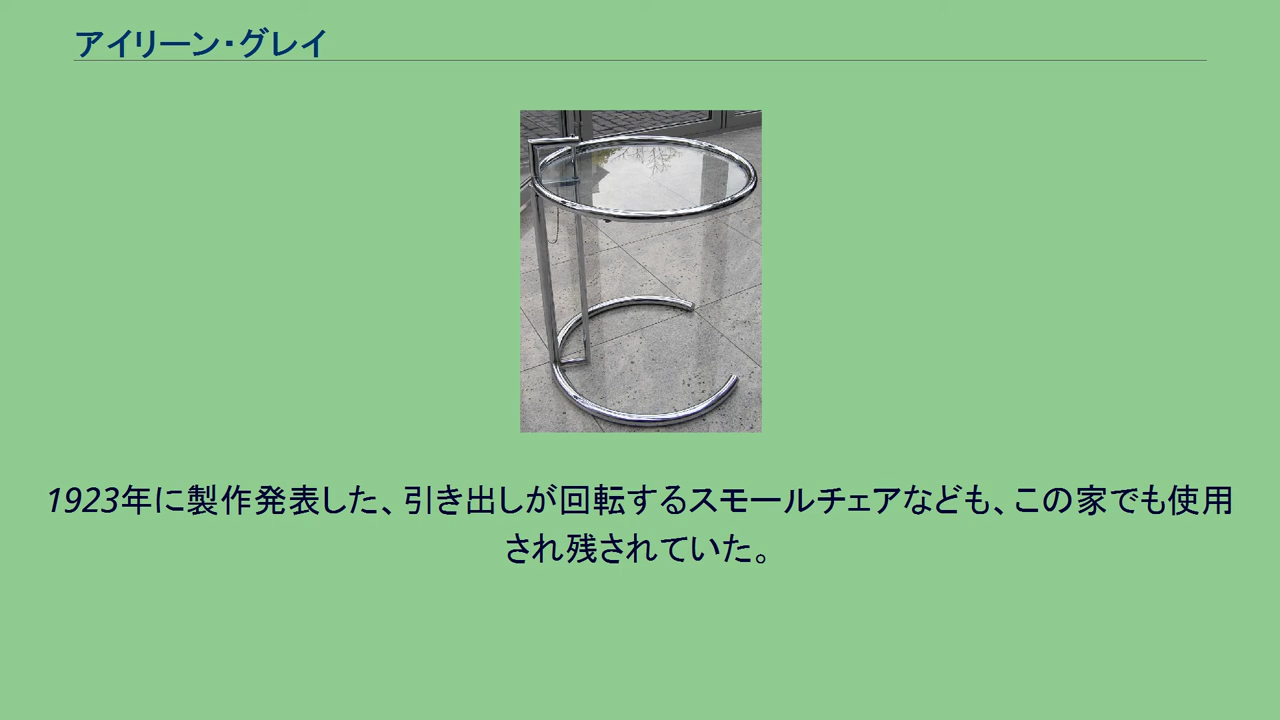 アイリーン・グレイ
1923年に製作発表した、引き出しが回転するスモールチェアなども、この家でも使用
され残されていた。